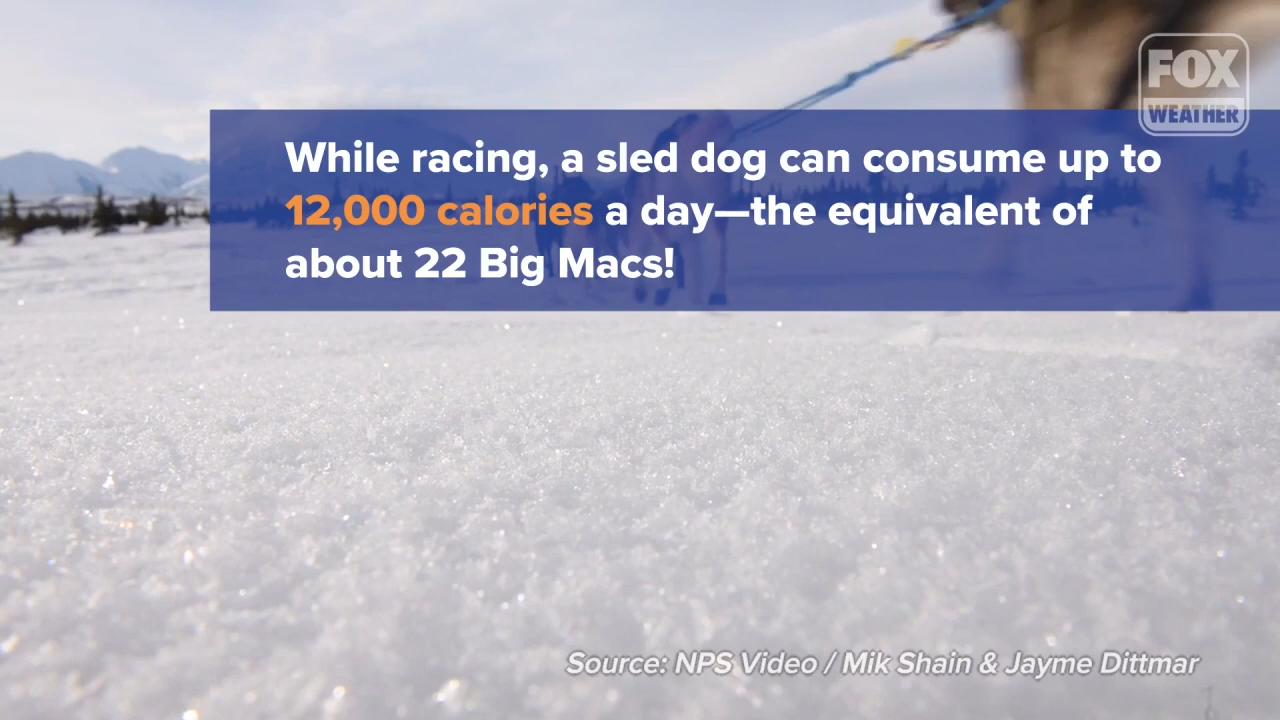 FOX
WEATHER
While racing, a sled dog can consume up to
12,000 calories a day—the equivalent of
about 22 Big Macs!
Source: NPS Video / Mik Shain & Jayme Dittmar